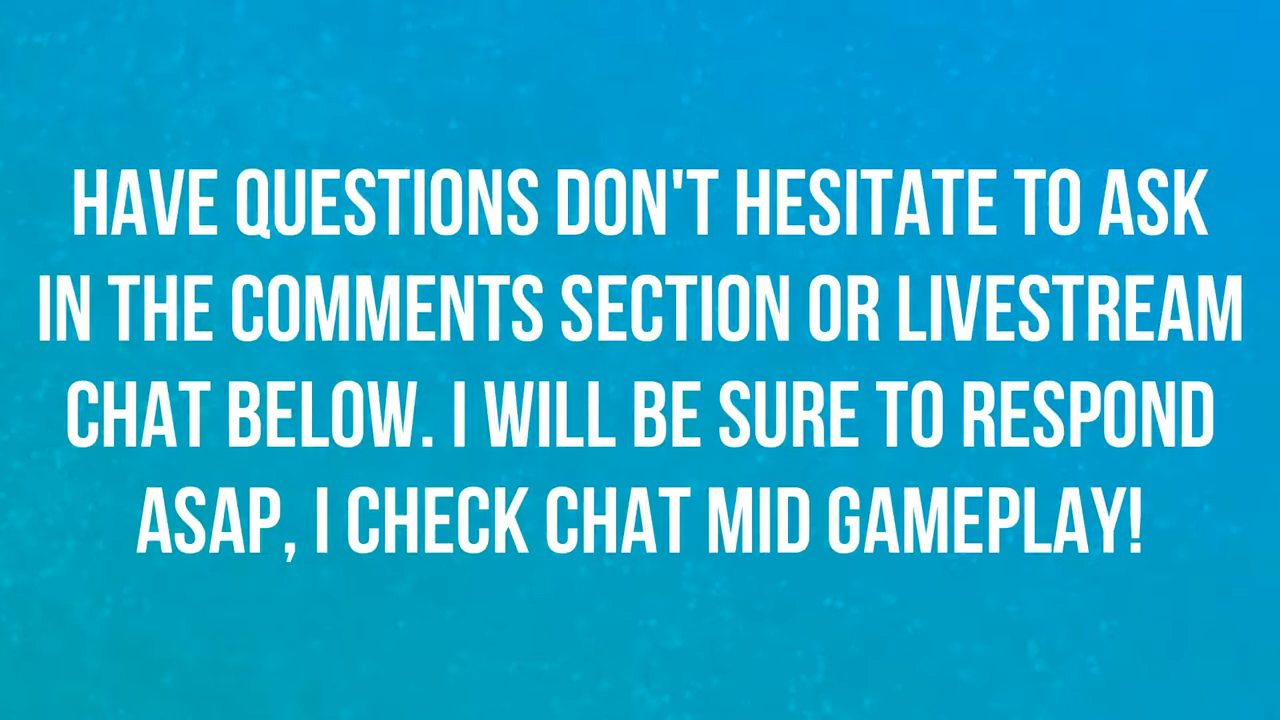 HAVE QUESTIONS DON'T HESITATE TO ASK
IN THE COMMENTS SECTION OR LIVESTREAM
CHAT BELOW. I WILL BE SURE TO RESPOND
ASAP, I CHECK CHAT MID GAMEPLAY!